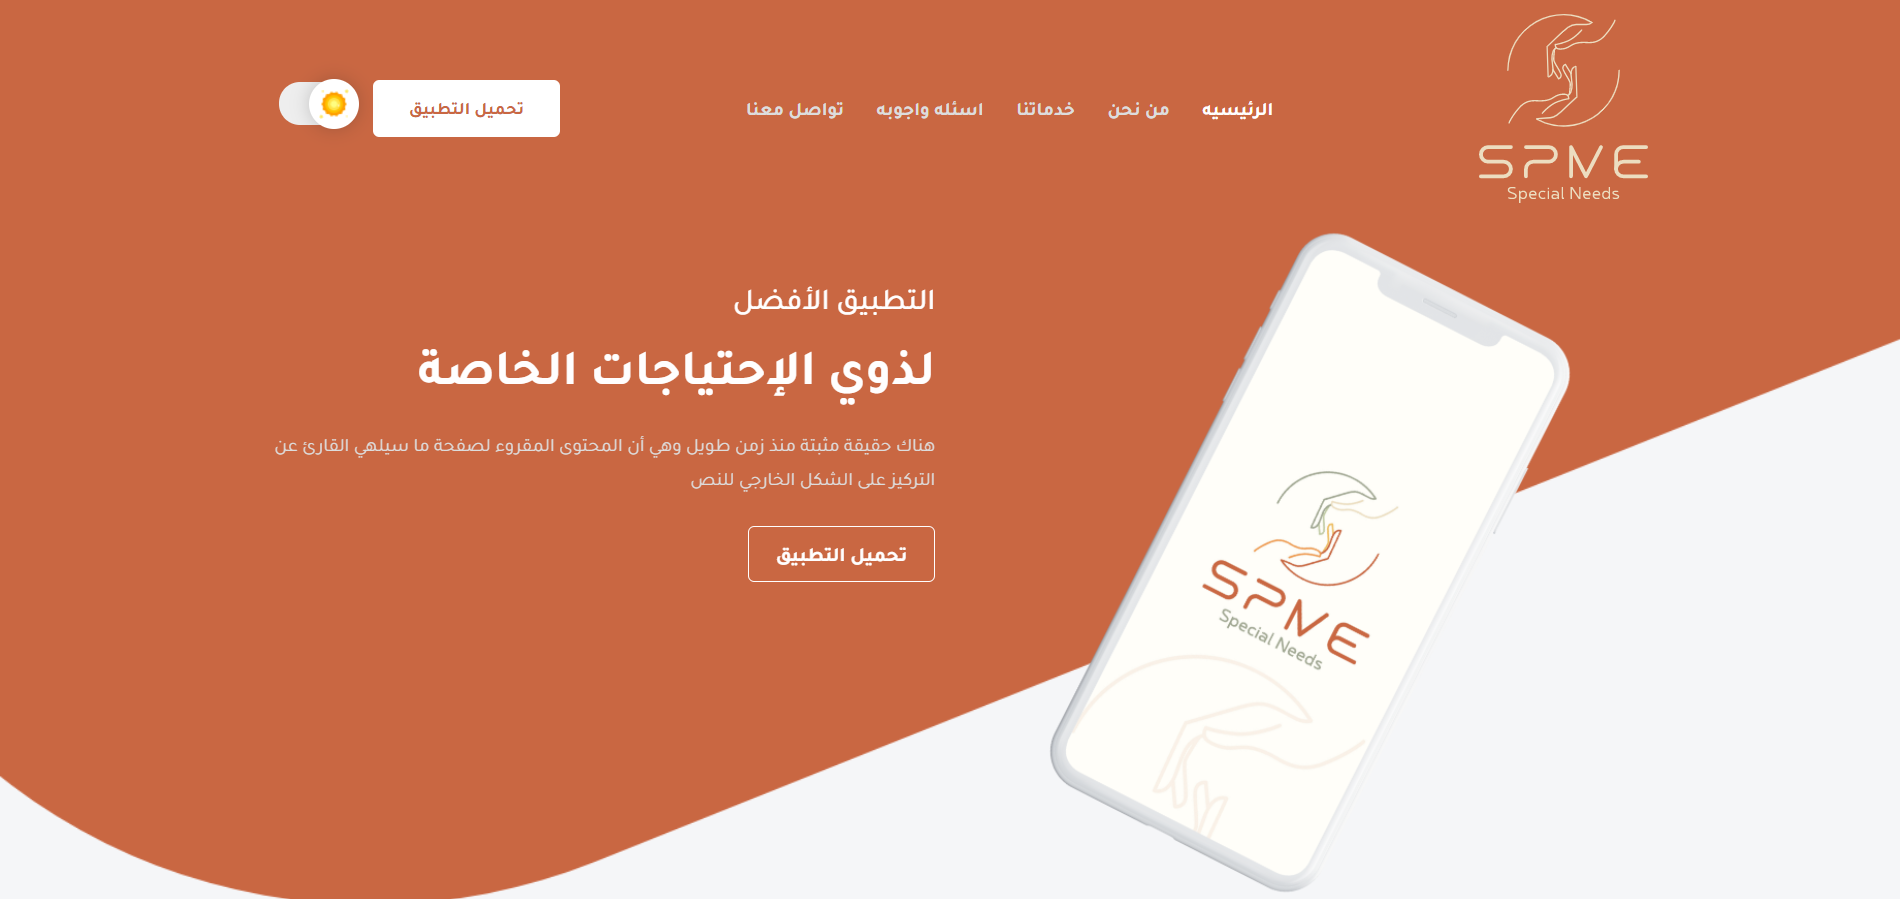 SPNE
Special Needs
الرئيسيه
من نحن
خدماتنا
اسئله واجوبه
تواصل معنا
تحميل التطبيق
التطبيق الأفضل
لذوي الإحتياجات الخاصة
هناك حقيقة مثبتة منذ زمن طويل وهي أن المحتوى المقروء لصفحة ما سيلهي القارئ عن
التركيز على الشكل الخارجي للنص
تحميل التطبيق
SPNE
Special Needs